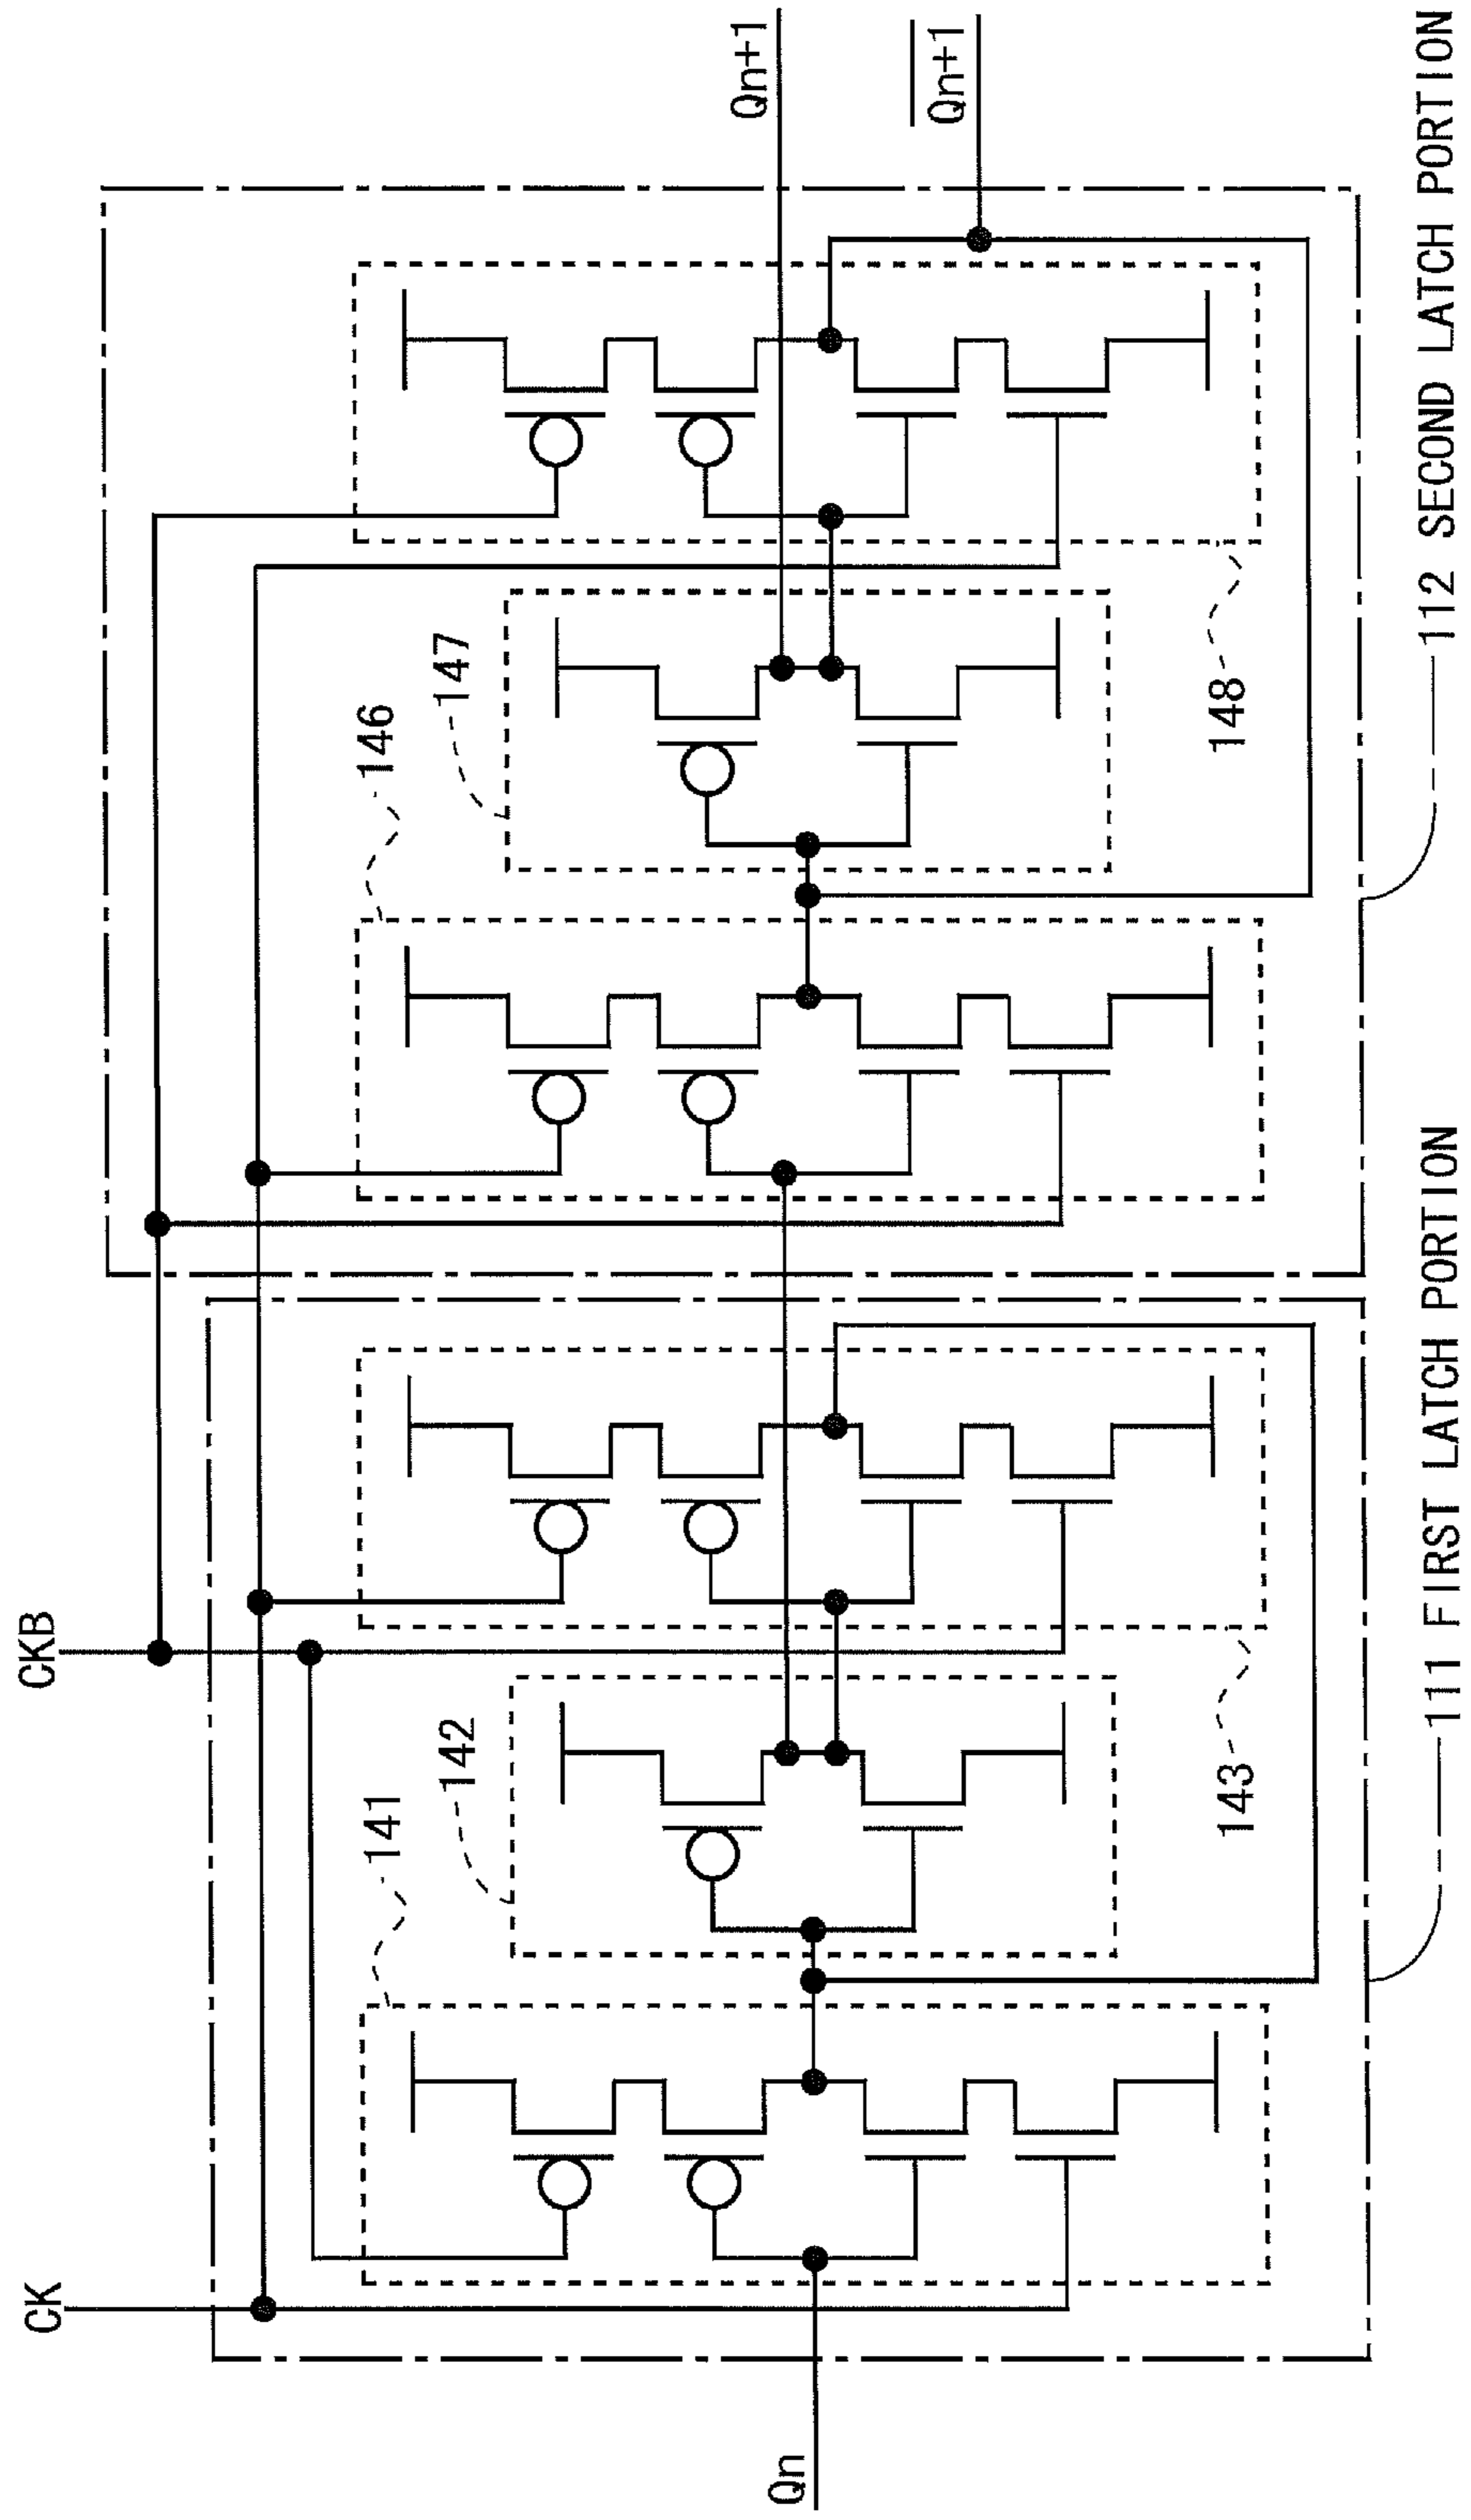 Qn+1
Qn+1
146
147
148
112 SECOND LATCH PORTION
CKB
CK
141
142
143
111 FIRST LATCH PORTION
Qn